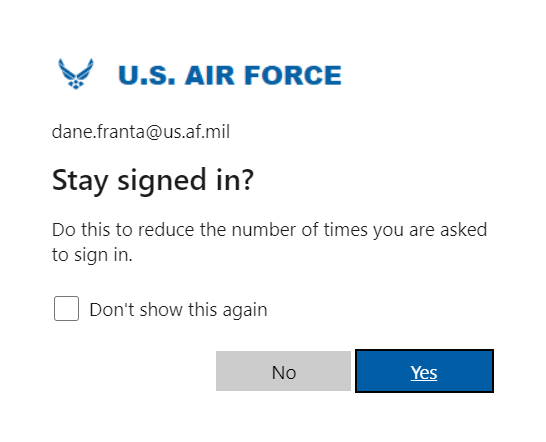 U.S. AIR FORCE
dane.franta@us.af.mil
Stay signed in?
Do this to reduce the number of times you are asked
to sign in.
Don't show this again
No
Yes